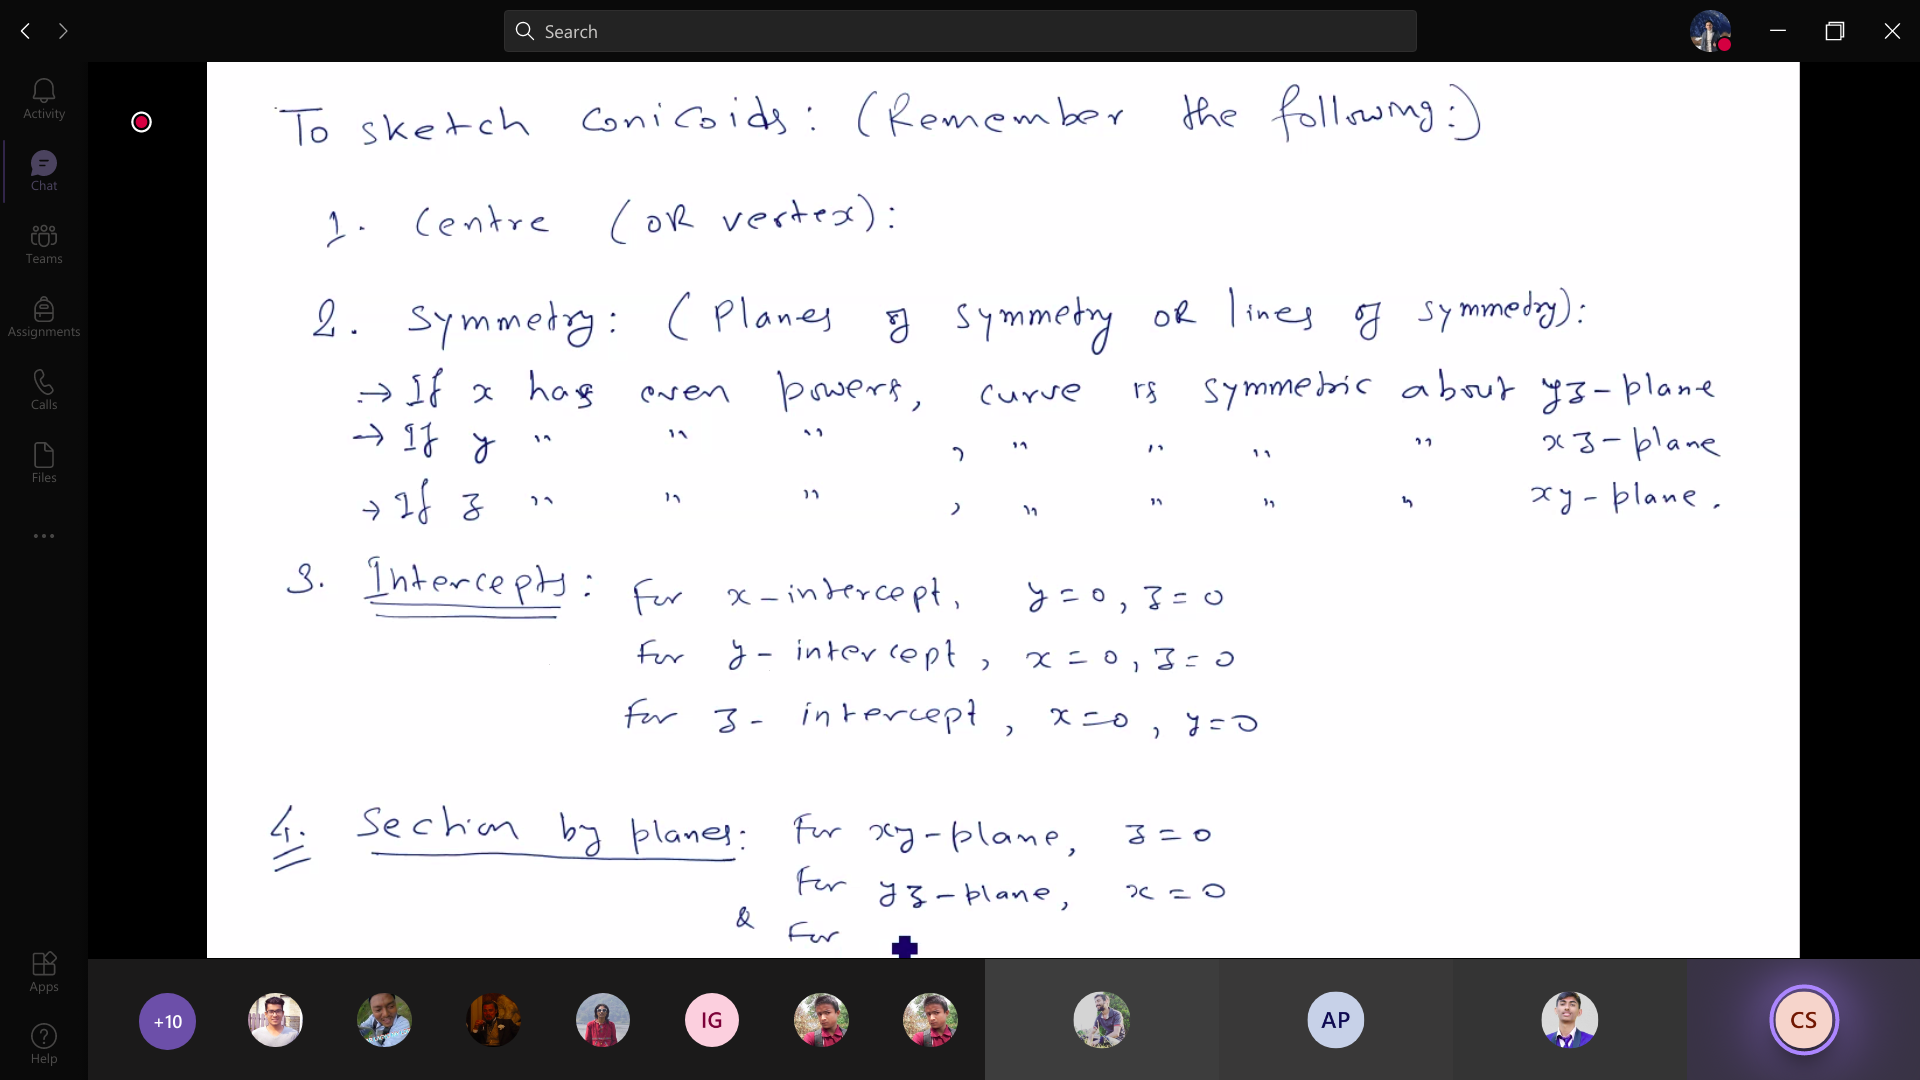 Search
Activity
Chat
Teams
Assignments
Calls
Files
Apps
Help
To sketch conicoids: (Remember the following:)
1. Centre (OR vertex):
2. Symmetry: (Planes of symmetry OR lines of symmetry):
→ If x has even powers, curve is symmetric about yz-plane
→ If y " " " , " " " " xz-plane
→ If z " " " , " " " " xy-plane.
3. Intercepts: For x-intercept, y=0, z=0
For y-intercept, x=0, z=0
For z-intercept, x=0, y=0
4. Section by planes: For xy-plane, z=0
For yz-plane, x=0
& For
+10
IG
AP
CS